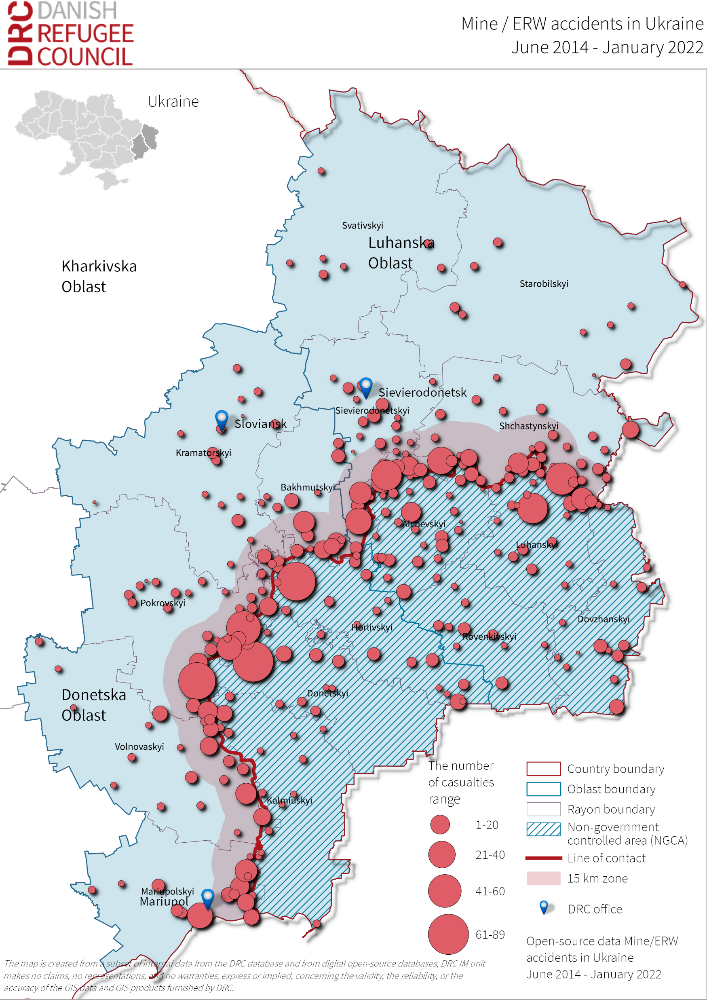 DRC
DANISH
REFUGEE
COUNCIL
Mine / ERW accidents in Ukraine
June 2014 - January 2022
Ukraine
Svativskyi
Luhanska
Oblast
Kharkivska
Oblast
Starobilskyi
Sievierodonetsk
Sievierodonetskyi
Sloviansk
Shchastynskyi
Kramatorskyi
Bakhmutskyi
Alchevskyi
Luhanskyi
Pokrovskyi
Horlivskyi
Dovzhanskyi
Rovenkivskyi
Donetska
Oblast
Donetskyi
Volnovaskyi
Kalmiuskyi
Mariupolskyi
Mariupol
The number
of casualties
range
1-20
21-40
41-60
61-89
Country boundary
Oblast boundary
Rayon boundary
Non-government
controlled area (NGCA)
Line of contact
15 km zone
DRC office
Open-source data Mine/ERW
accidents in Ukraine
June 2014 - January 2022
The map is created from a subset of internal data from the DRC database and from digital open-source databases, DRC IM unit
makes no claims, no representations, and no warranties, express or implied, concerning the validity, the reliability, or the
accuracy of the GIS data and GIS products furnished by DRC.